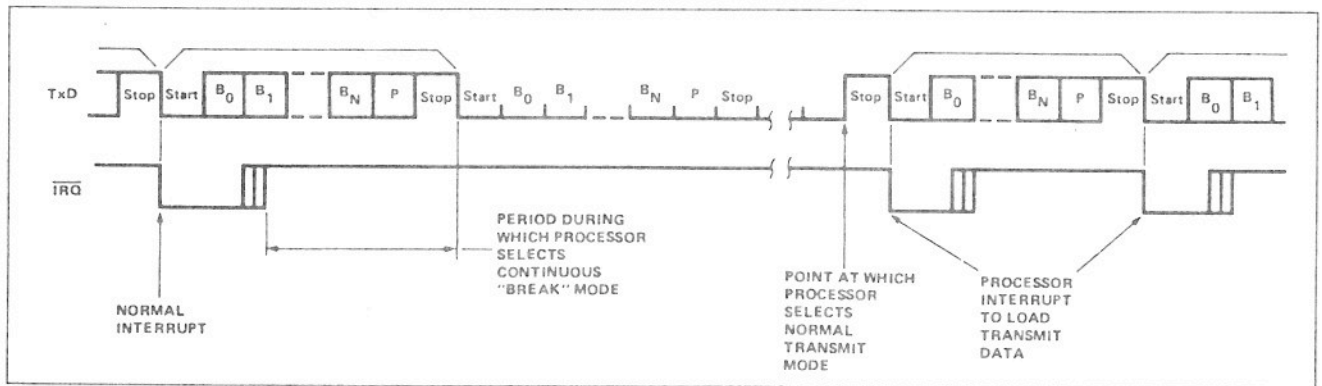 TxD Stop Start B0 B1 BN P Stop Start B0 B1 BN P Stop Stop Start B0 BN P Stop Start B0 B1
IRQ
NORMAL
INTERRUPT
PERIOD DURING
WHICH PROCESSOR
SELECTS
CONTINUOUS
"BREAK" MODE
POINT AT WHICH
PROCESSOR
SELECTS
NORMAL
TRANSMIT
MODE
PROCESSOR
INTERRUPT
TO LOAD
TRANSMIT
DATA